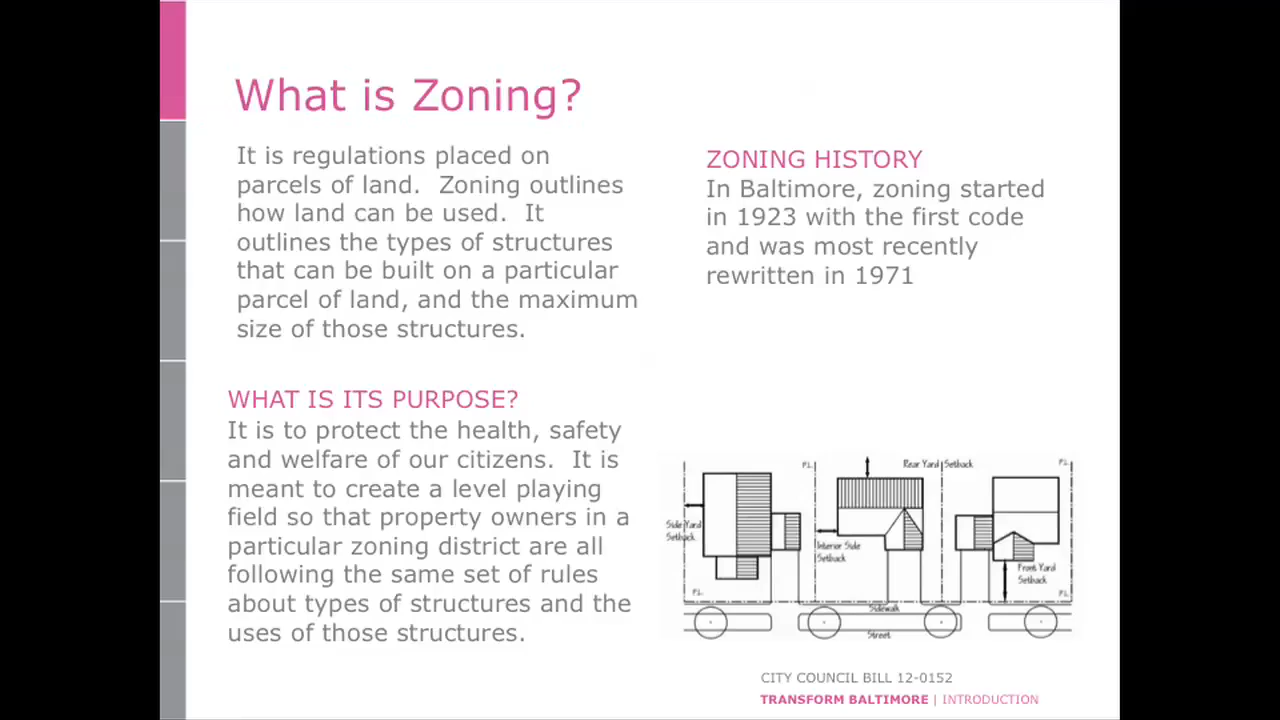 What is Zoning?
It is regulations placed on
parcels of land.  Zoning outlines
how land can be used.  It
outlines the types of structures
that can be built on a particular
parcel of land, and the maximum
size of those structures.
WHAT IS ITS PURPOSE?
It is to protect the health, safety
and welfare of our citizens.  It is
meant to create a level playing
field so that property owners in a
particular zoning district are all
following the same set of rules
about types of structures and the
uses of those structures.
ZONING HISTORY
In Baltimore, zoning started
in 1923 with the first code
and was most recently
rewritten in 1971
P.L.
Rear Yard Setback
P.L.
Side Yard
Setback
Interior Side
Setback
Front Yard
Setback
P.L.
P.L.
Sidewalk
Street
CITY COUNCIL BILL 12-0152
TRANSFORM BALTIMORE | INTRODUCTION